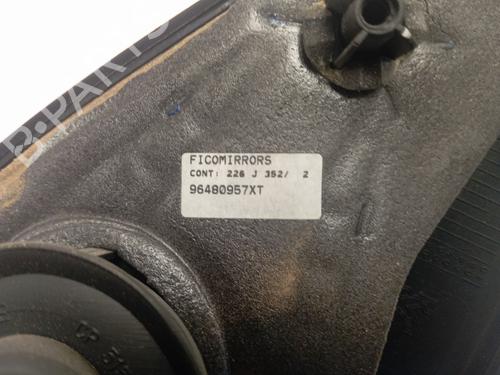 B-PARTS
FICOMIRRORS
CONT: 226 J 352/ 2
96480957XT